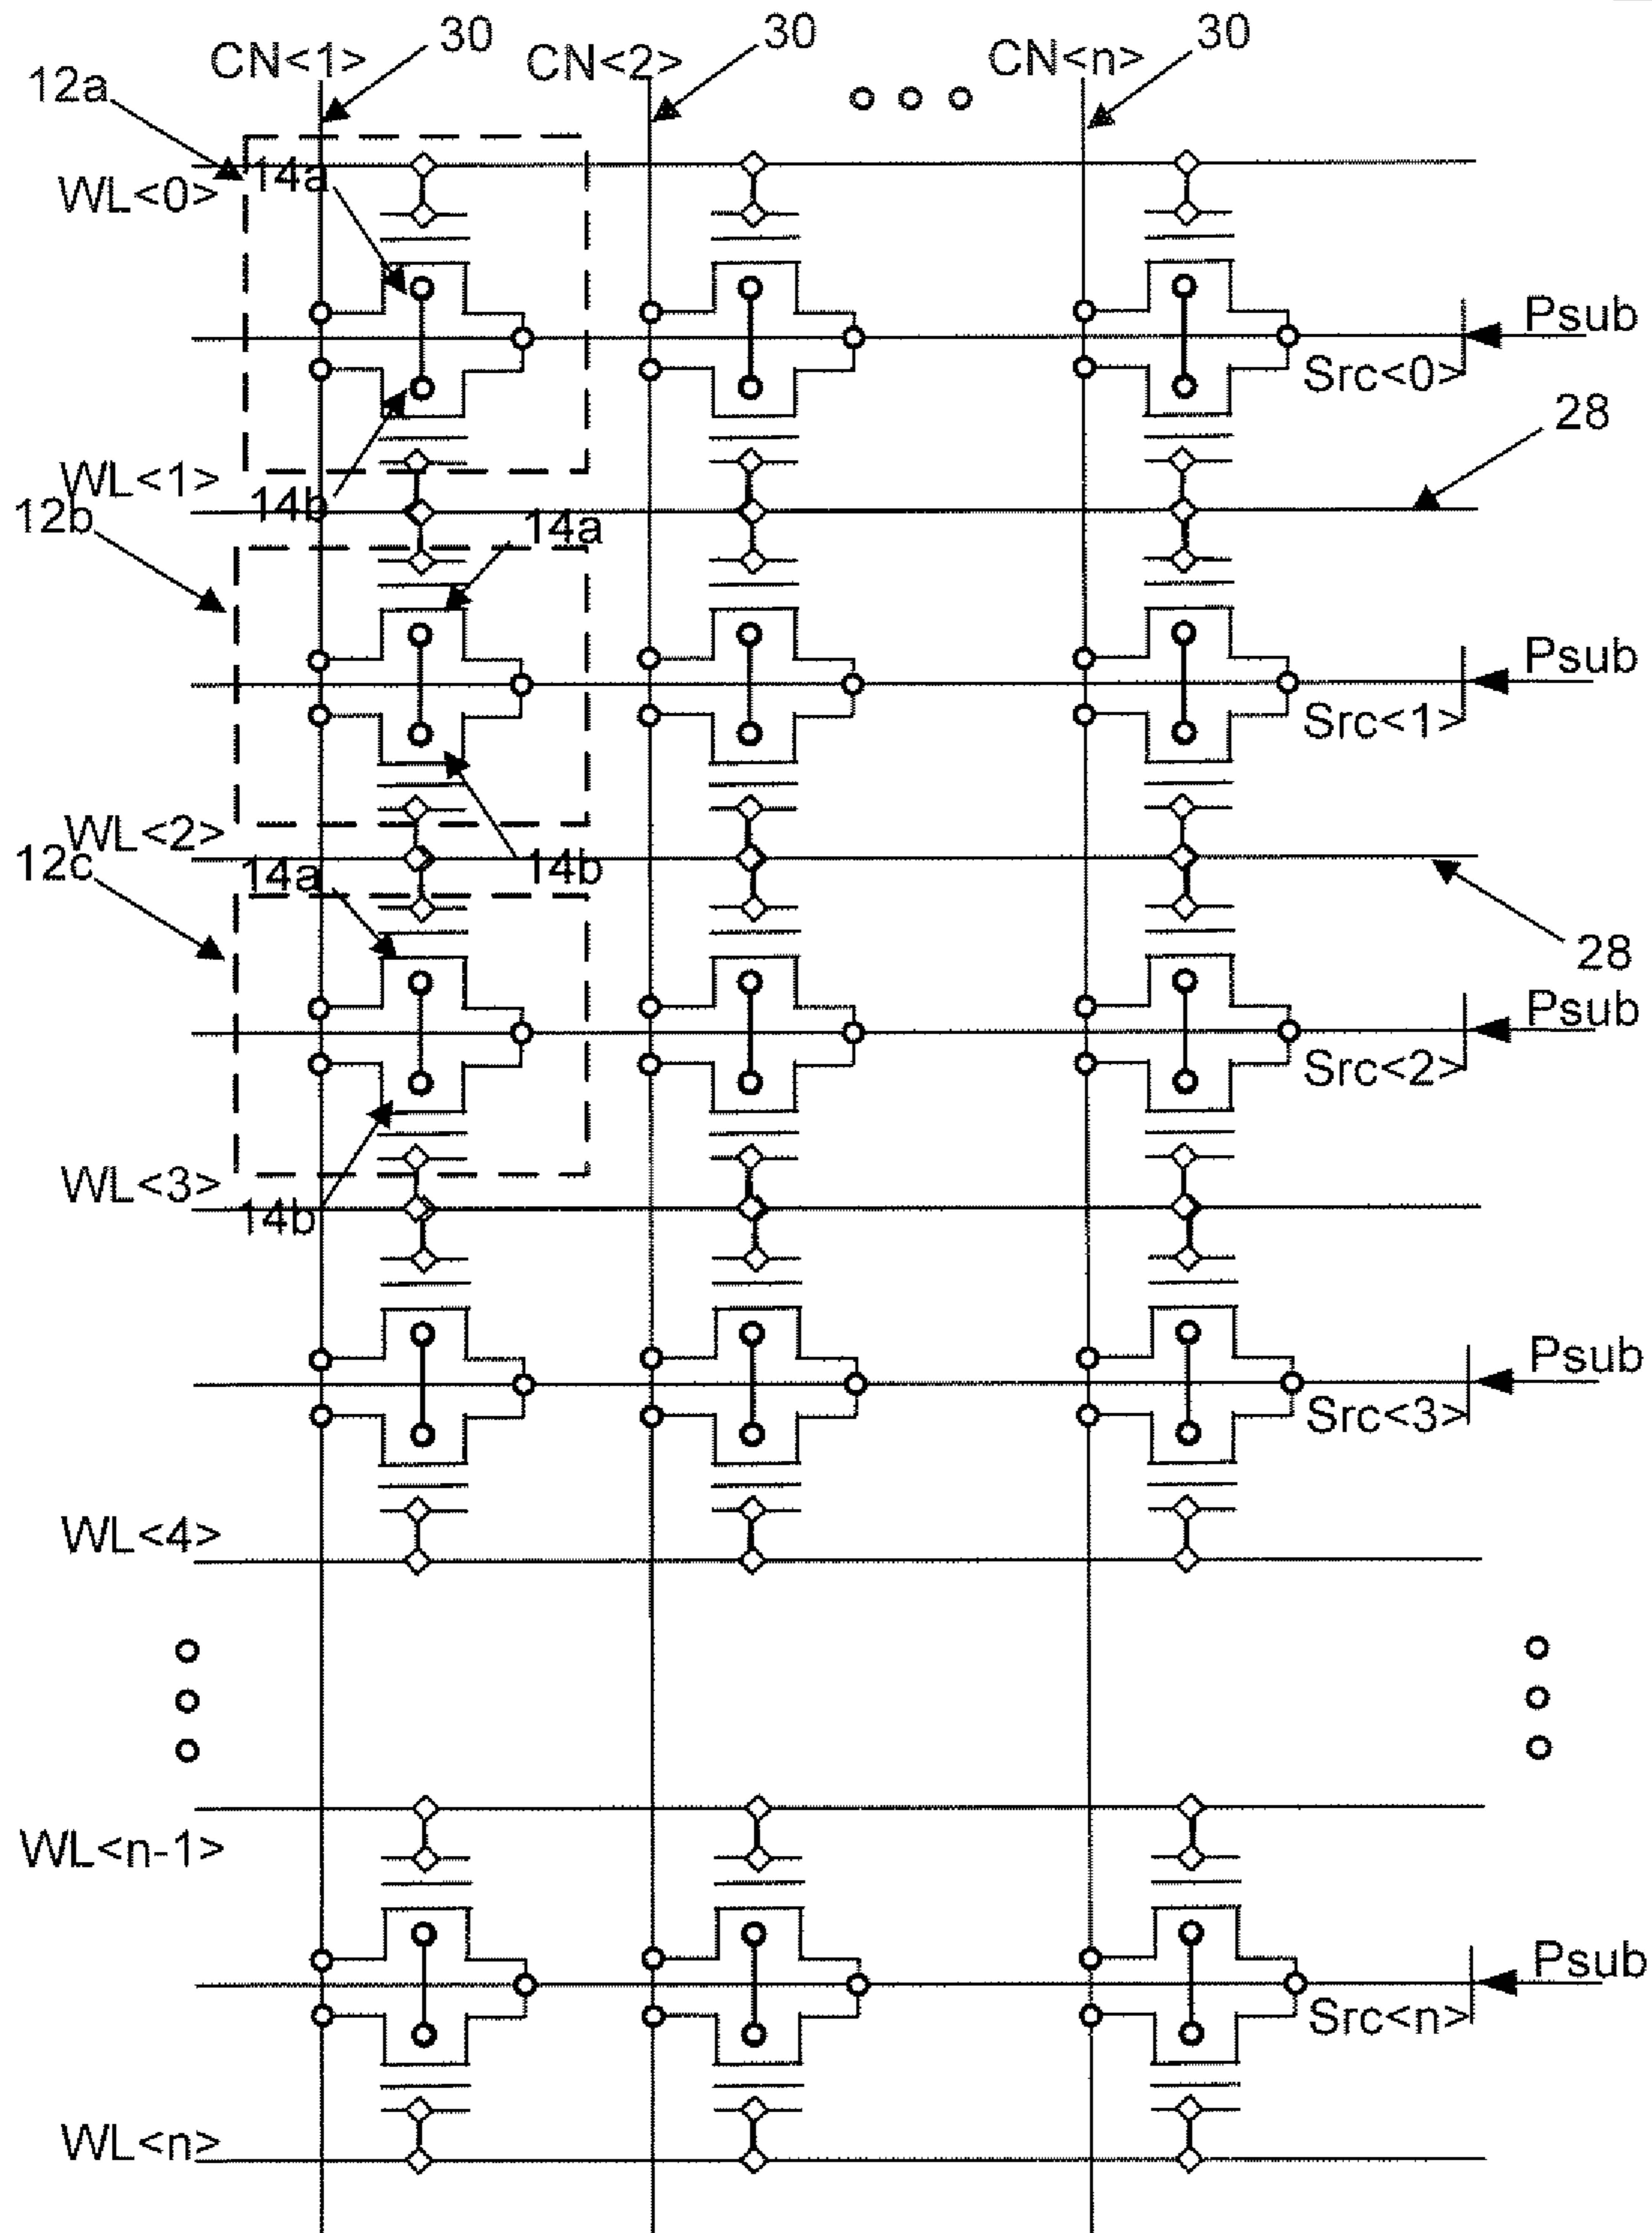 30
30
30
CN<1>
CN<2>
CN<n>
12a
14a
WL<0>
Psub
Src<0>
28
WL<1>
14b
12b
14a
Psub
Src<1>
WL<2>
12c
14a
14b
28
Psub
Src<2>
WL<3>
14b
Psub
Src<3>
WL<4>
WL<n-1>
Psub
Src<n>
WL<n>